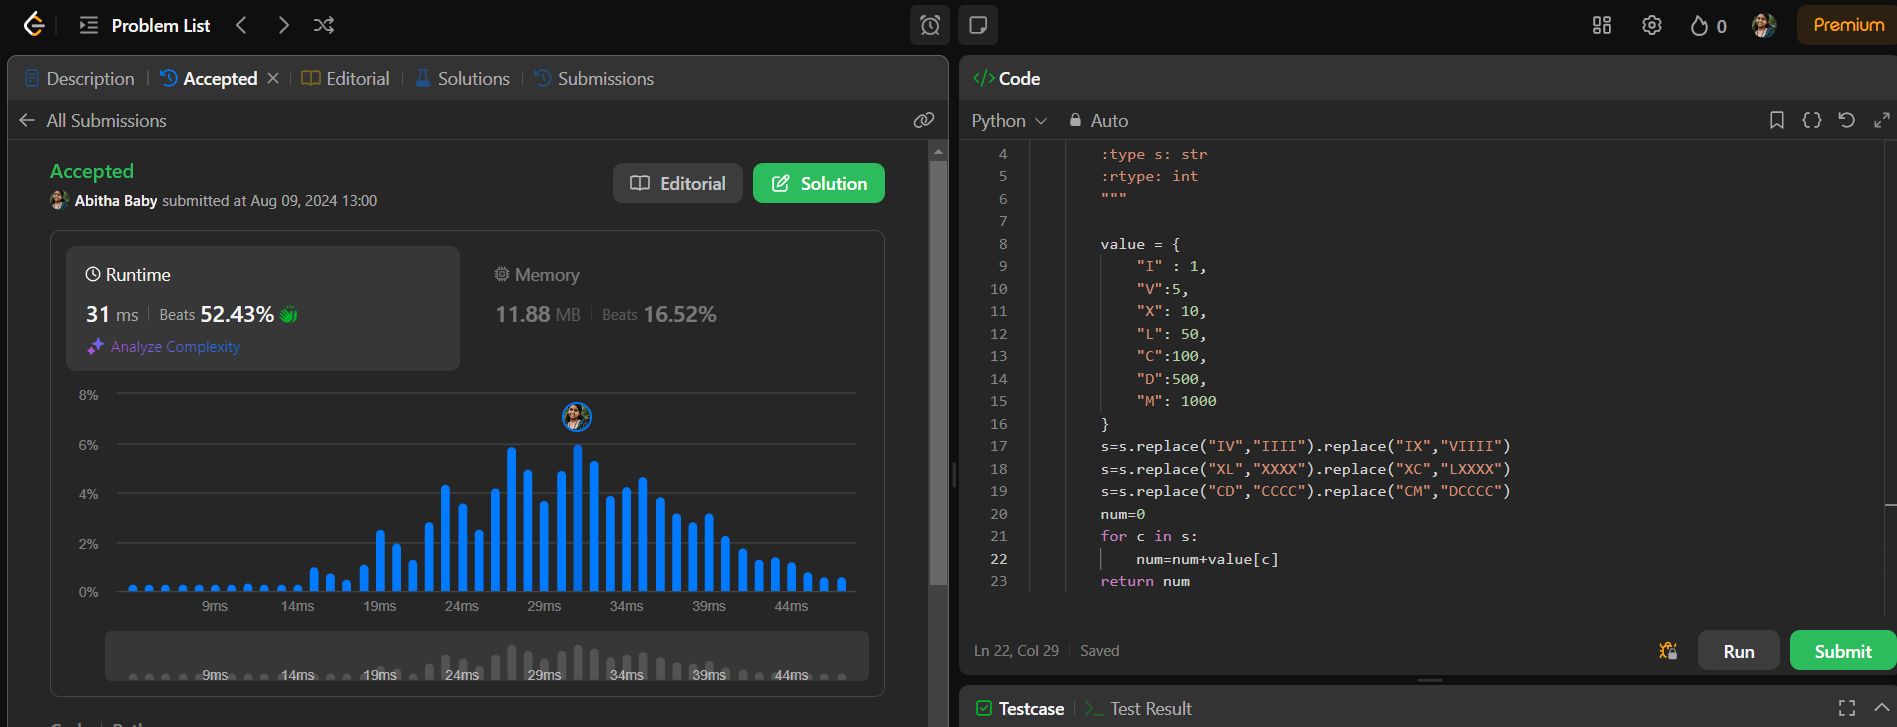 Problem List
0
Premium
Description
Accepted
Editorial
Solutions
Submissions
All Submissions
Accepted
Abitha Baby submitted at Aug 09, 2024 13:00
Editorial
Solution
Runtime
31 ms
Beats 52.43%
Analyze Complexity
Memory
11.88 MB
Beats 16.52%
8%
6%
4%
2%
0%
9ms 14ms 19ms 24ms 29ms 34ms 39ms 44ms
9ms 14ms 19ms 24ms 29ms 34ms 39ms 44ms
</> Code
Python
Auto
4 :type s: str
5 :rtype: int
6 """
7
8 value = {
9 "I" : 1,
10 "V":5,
11 "X": 10,
12 "L": 50,
13 "C":100,
14 "D":500,
15 "M": 1000
16 }
17 s=s.replace("IV","IIII").replace("IX","VIIII")
18 s=s.replace("XL","XXXX").replace("XC","LXXXX")
19 s=s.replace("CD","CCCC").replace("CM","DCCCC")
20 num=0
21 for c in s:
22 num=num+value[c]
23 return num
Ln 22, Col 29
Saved
Run
Submit
Testcase
Test Result